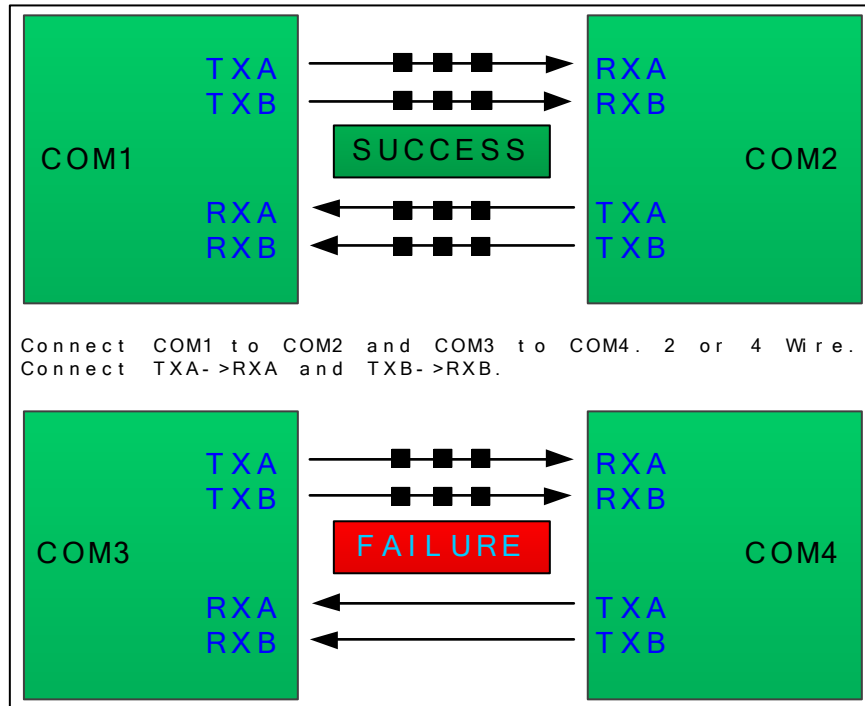 TXA RXA
TXB RXB
SUCCESS
COM1 COM2
RXA TXA
RXB TXB
Connect COM1 to COM2 and COM3 to COM4. 2 or 4 Wire.
Connect TXA->RXA and TXB->RXB.
TXA RXA
TXB RXB
FAILURE
COM3 COM4
RXA TXA
RXB TXB